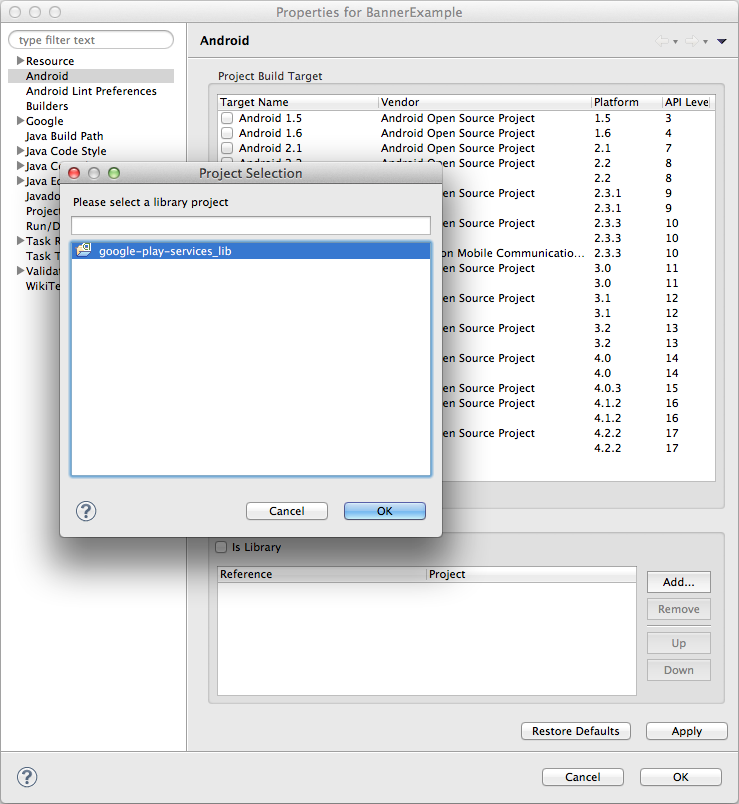 Properties for BannerExample
type filter text
Android
Resource
Android
Android Lint Preferences
Builders
Google
Java Build Path
Java Code Style
Java Co
Java Ed
Javado
Project
Run/D
Task R
Task T
Validat
WikiTe
Project Build Target
Target Name Vendor Platform API Leve
Android 1.5 Android Open Source Project 1.5 3
Android 1.6 Android Open Source Project 1.6 4
Android 2.1 Android Open Source Project 2.1 7
en Source Project 2.2 8
2.2 8
en Source Project 2.3.1 9
2.3.1 9
en Source Project 2.3.3 10
2.3.3 10
on Mobile Communicatio... 2.3.3 10
en Source Project 3.0 11
3.0 11
en Source Project 3.1 12
3.1 12
en Source Project 3.2 13
3.2 13
en Source Project 4.0 14
4.0 14
en Source Project 4.0.3 15
en Source Project 4.1.2 16
4.1.2 16
en Source Project 4.2.2 17
4.2.2 17
Project Selection
Please select a library project
google-play-services_lib
?
Cancel
OK
Is Library
Reference Project
Add...
Remove
Up
Down
Restore Defaults
Apply
?
Cancel
OK